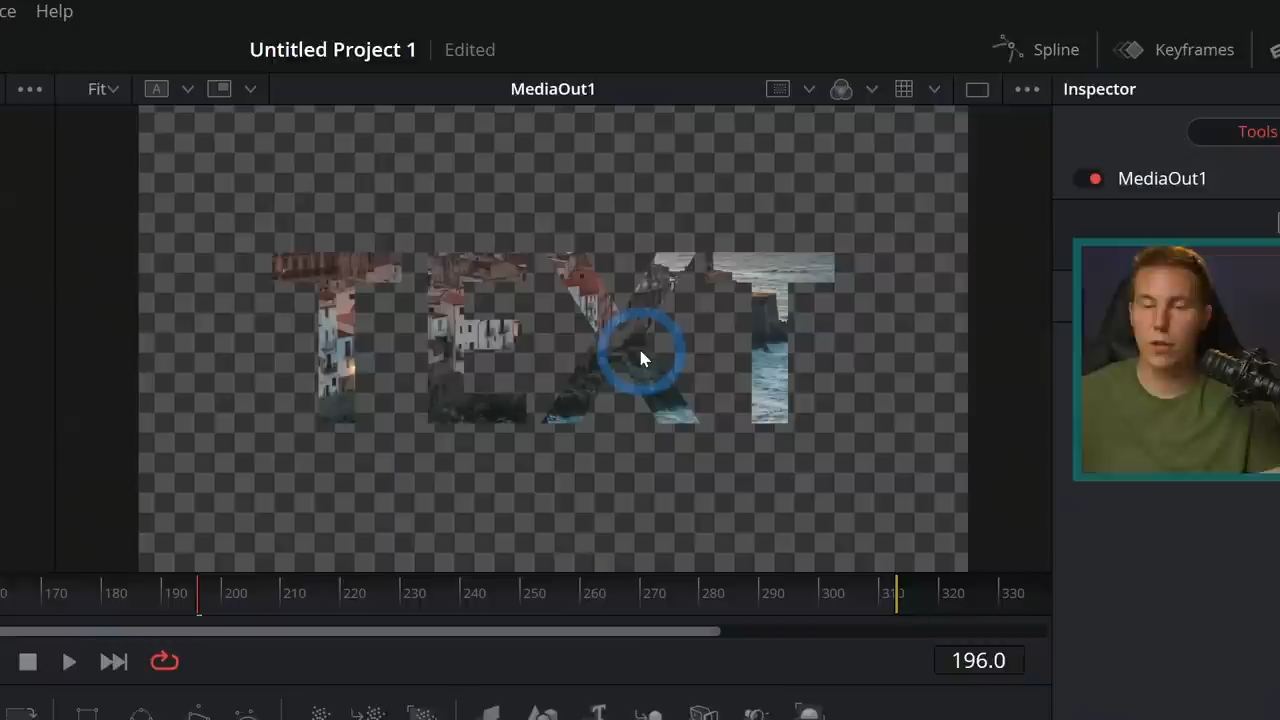 ce Help
Untitled Project 1 Edited
Spline Keyframes
Fit A MediaOut1 Inspector
Tools
MediaOut1
TEXT
0 170 180 190 200 210 220 230 240 250 260 270 280 290 300 310 320 330
196.0
T